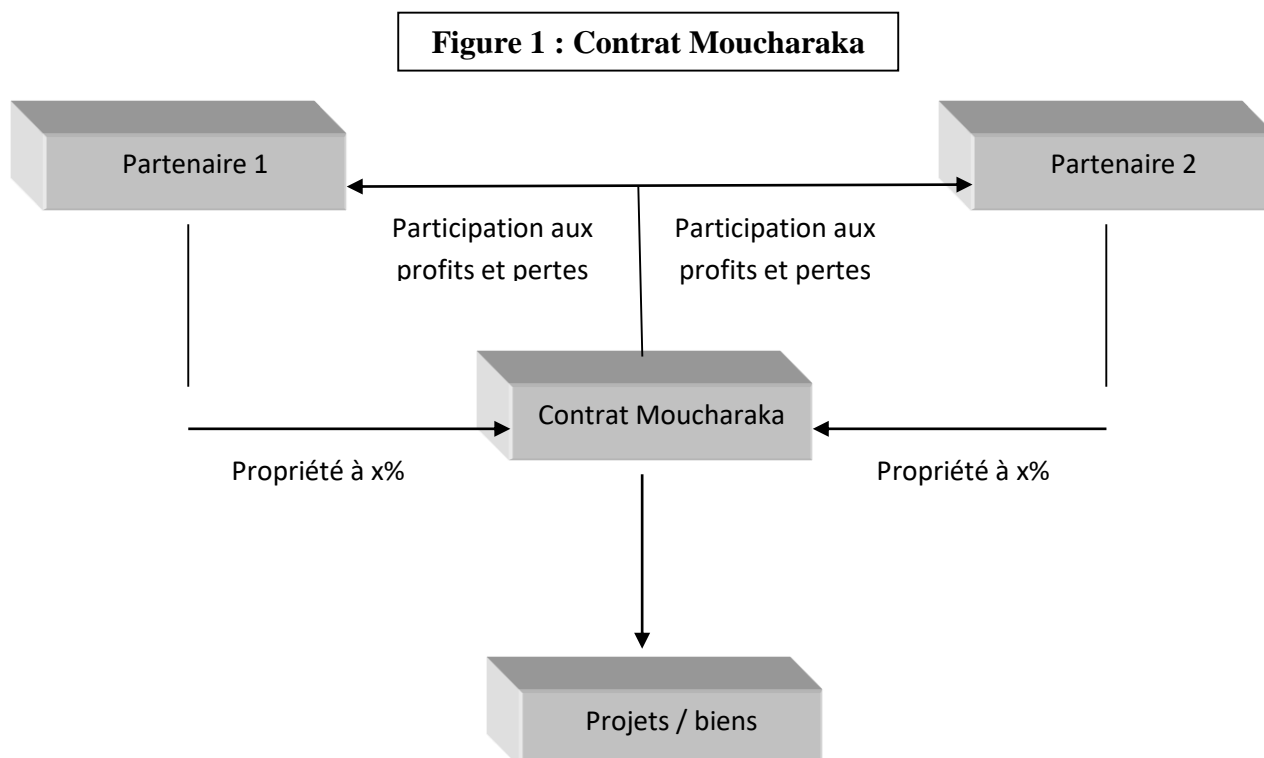 Figure 1 : Contrat Moucharaka
Partenaire 1
Partenaire 2
Participation aux
profits et pertes
Participation aux
profits et pertes
Contrat Moucharaka
Propriété à x%
Propriété à x%
Projets / biens